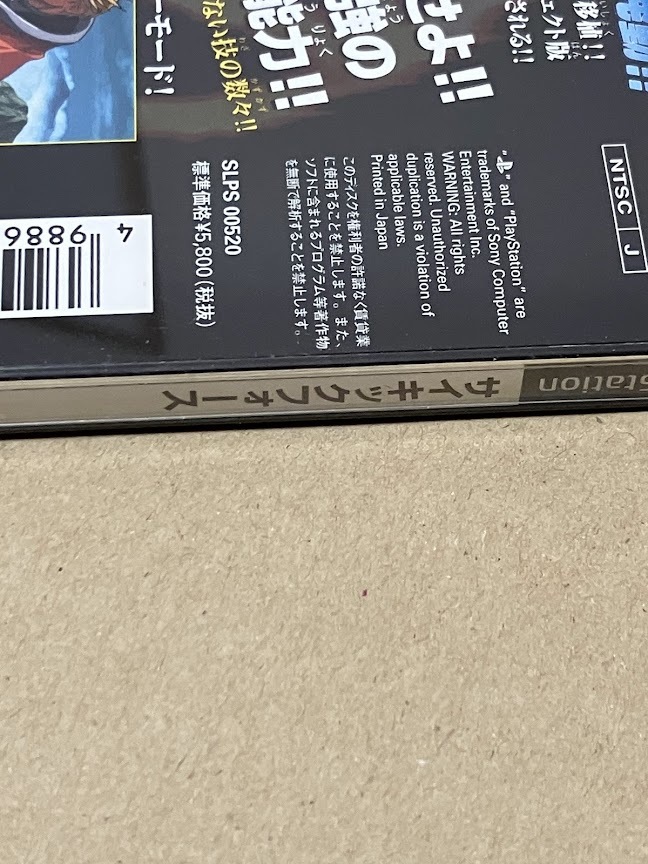 移植!!
ェクト版
される!!
せよ!!
強の
能力!!
ない技の数々!!
ーモード!
NTSC J
" " and "PlayStation" are
trademarks of Sony Computer
Entertainment Inc.
WARNING: All rights
reserved. Unauthorized
duplication is a violation of
applicable laws.
Printed in Japan
このディスクを権利者の許諾なく賃貸業
に使用することを禁止します。また、
ソフトに含まれるプログラム等著作物
を無断で解析することを禁止します。
SLPS 00520
標準価格¥5,800(税抜)
4 9886
Station
サイキックフォース